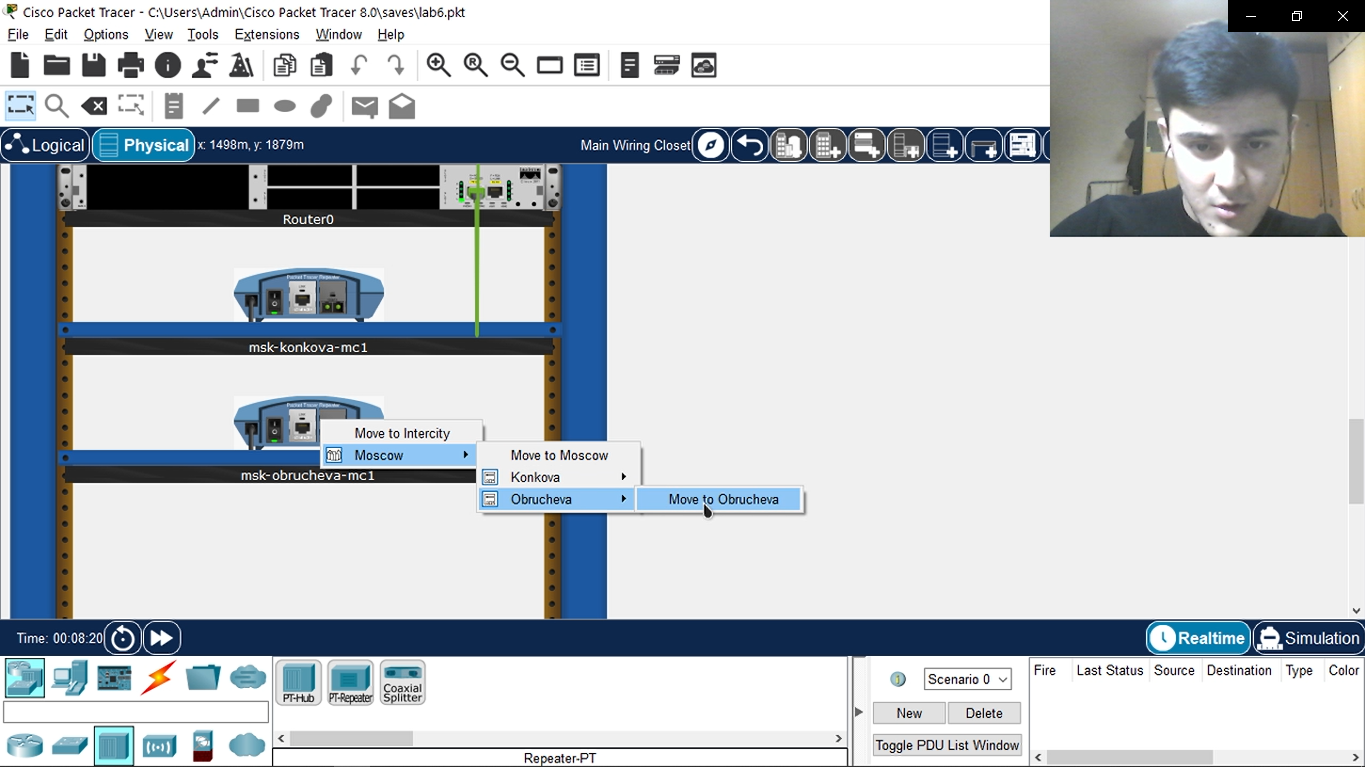 Cisco Packet Tracer - C:\Users\Admin\Cisco Packet Tracer 8.0\saves\lab6.pkt
File Edit Options View Tools Extensions Window Help
Logical Physical x: 1498m, y: 1879m Main Wiring Closet
Router0
msk-konkova-mc1
Move to Intercity
Moscow
Move to Moscow
Konkova
Obrucheva
Move to Obrucheva
msk-obrucheva-mc1
Time: 00:08:20
Realtime Simulation
PT-Hub PT-Repeater Coaxial Splitter
Repeater-PT
Scenario 0
New Delete
Toggle PDU List Window
Fire Last Status Source Destination Type Color